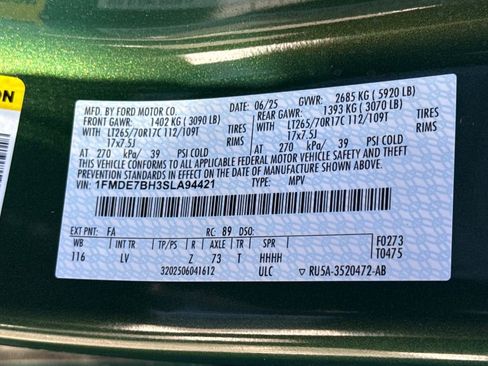 MFD. BY FORD MOTOR CO. 06/25 GVWR: 2685 KG ( 5920 LB)
FRONT GAWR: 1402 KG ( 3090 LB) REAR GAWR: 1393 KG ( 3070 LB)
WITH LT265/70R17C 112/109T TIRES WITH LT265/70R17C 112/109T TIRES
17x7.5J RIMS 17x7.5J RIMS
AT 270 kPa/ 39 PSI COLD AT 270 kPa/ 39 PSI COLD
THIS VEHICLE CONFORMS TO ALL APPLICABLE FEDERAL MOTOR VEHICLE SAFETY, BUMPER, AND THEFT
PREVENTION STANDARDS IN EFFECT ON THE DATE OF MANUFACTURE SHOWN ABOVE.
VIN: 1FMDE7BH3SLA94421 TYPE: MPV
EXT PNT: FA RC: 89 DSO: F0273
WB INT TR TP/PS R AXLE TR SPR T0475
116 LV Z 73 T HHHH
3202506041612 ULC ▽ RU5A-3520472-AB
ON